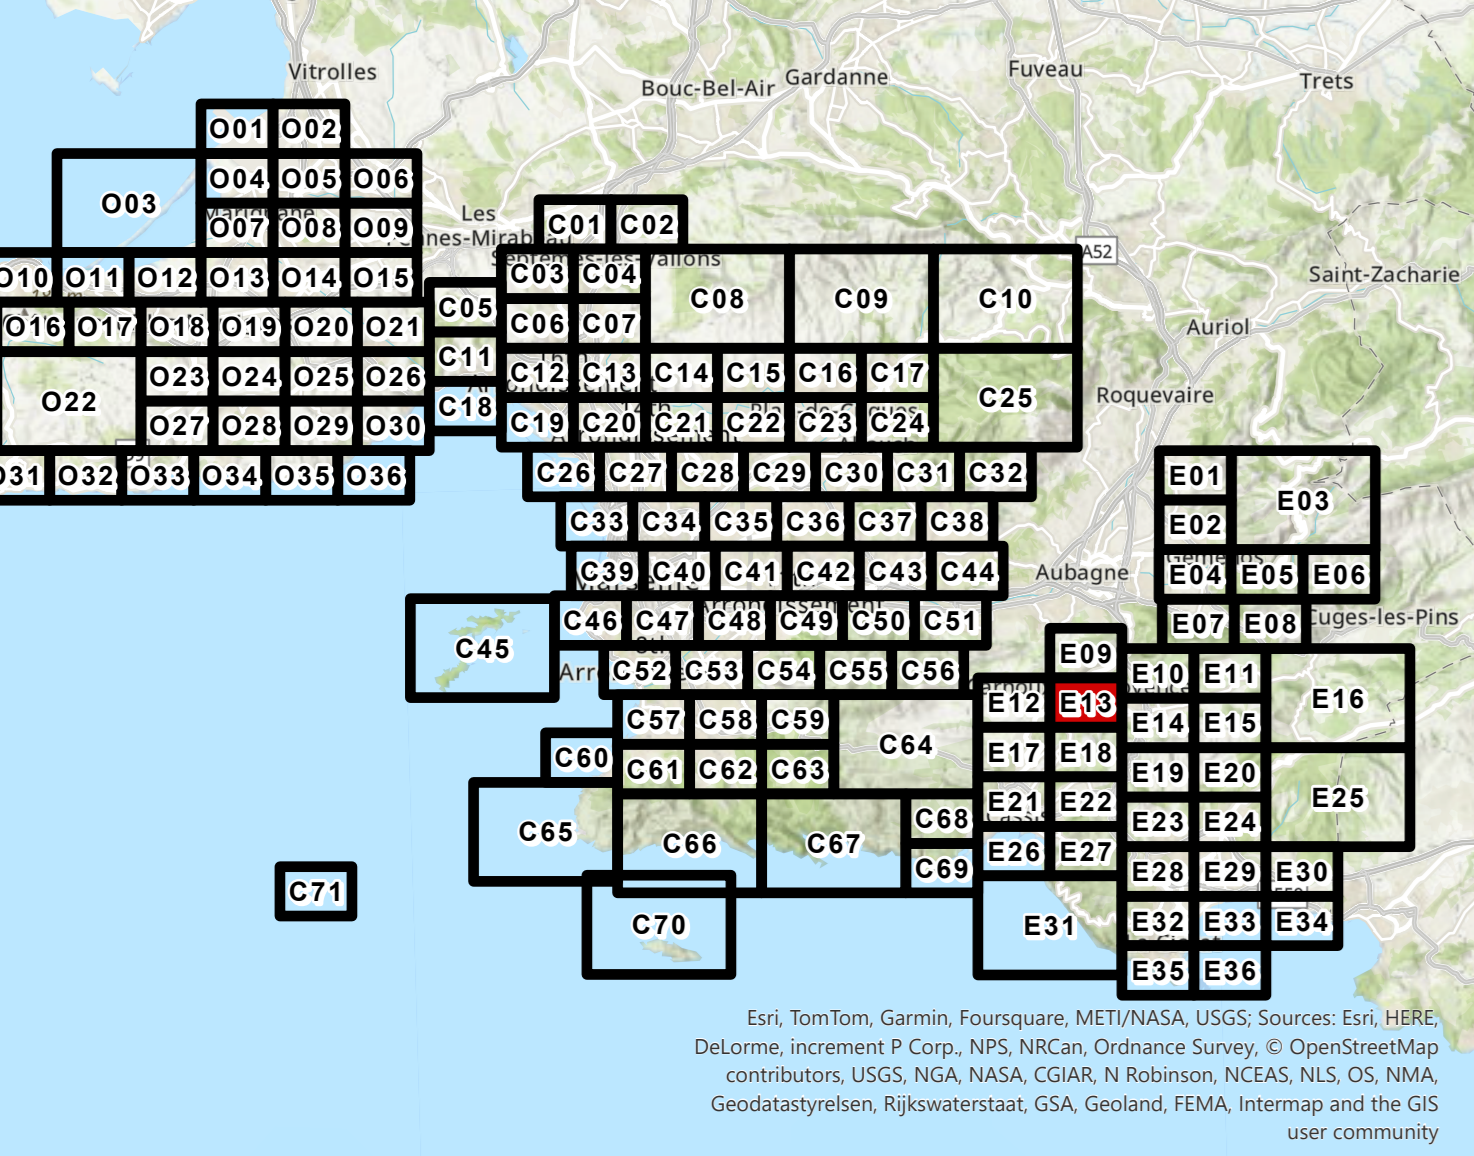 Vitrolles
Bouc-Bel-Air
Gardanne
Fuveau
Trets
O01 O02
O04 O05 O06
O03
Marignane
O07 O08 O09
Les
C01 C02
A52
O10 O11 O12 O13 O14 O15
C03 C04
C08 C09 C10
Saint-Zacharie
C05
O16 O17 O18 O19 O20 O21
C06 C07
Auriol
C11
O23 O24 O25 O26
C12 C13 C14 C15 C16 C17
O22
C25
Roquevaire
C18
O27 O28 O29 O30
C19 C20 C21 C22 C23 C24
O31 O32 O33 O34 O35 O36
C26 C27 C28 C29 C30 C31 C32
E01
E03
C33 C34 C35 C36 C37 C38
E02
Aubagne
C39 C40 C41 C42 C43 C44
E04 E05 E06
C46 C47 C48 C49 C50 C51
E07 E08
Cuges-les-Pins
C45
E09
C52 C53 C54 C55 C56
E10 E11
E16
E12 E13
C57 C58 C59
E14 E15
C64
C60
E17 E18
C61 C62 C63
E19 E20
E25
E21 E22
C65
C68
E23 E24
C66 C67
E26 E27
C69
E28 E29 E30
C71
C70
E31
E32 E33 E34
E35 E36
Esri, TomTom, Garmin, Foursquare, METI/NASA, USGS; Sources: Esri, HERE,
DeLorme, increment P Corp., NPS, NRCan, Ordnance Survey, © OpenStreetMap
contributors, USGS, NGA, NASA, CGIAR, N Robinson, NCEAS, NLS, OS, NMA,
Geodatastyrelsen, Rijkswaterstaat, GSA, Geoland, FEMA, Intermap and the GIS
user community